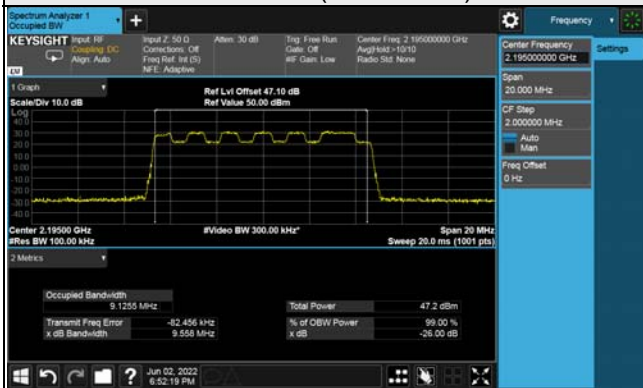 Spectrum Analyzer 1
Occupied BW
Frequency
KEYSIGHT
Input: RF
Coupling: DC
Align: Auto
Input Z: 50 Ω
Corrections: Off
Freq Ref: Int (S)
NFE: Adaptive
Atten: 30 dB
Trig: Free Run
Gate: Off
#IF Gain: Low
Center Freq: 2.195000000 GHz
Avg|Hold:>10/10
Radio Std: None
Center Frequency
2.195000000 GHz
Settings
Span
20.000 MHz
CF Step
2.000000 MHz
Auto
Man
Freq Offset
0 Hz
1 Graph
Scale/Div 10.0 dB
Ref Lvl Offset 47.10 dB
Ref Value 50.00 dBm
Log
40.0
30.0
20.0
10.0
0.00
-10.0
-20.0
-30.0
-40.0
Center 2.19500 GHz
#Res BW 100.00 kHz
#Video BW 300.00 kHz*
Span 20 MHz
Sweep 20.0 ms (1001 pts)
2 Metrics
Occupied Bandwidth
9.1255 MHz
Total Power 47.2 dBm
Transmit Freq Error -82.456 kHz
% of OBW Power 99.00 %
x dB Bandwidth 9.558 MHz
x dB -26.00 dB
Jun 02, 2022
6:52:19 PM